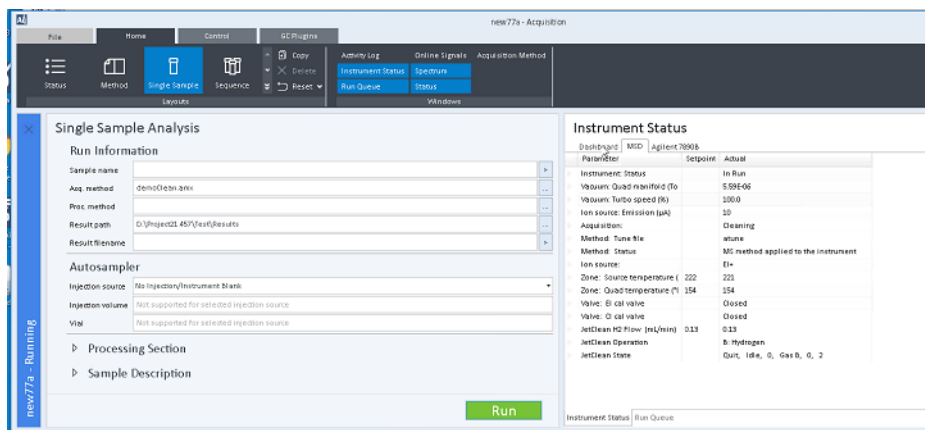 new77a - Acquisition
File Home Control GC Plugins
Status Method Single Sample Sequence
Copy
Delete
Reset
Layouts
Activity Log Online Signals Acquisition Method
Instrument Status Spectrum
Run Queue Status
Windows
new77a - Running
Single Sample Analysis
Run Information
Sample name
Acq. method demoClean.amx
Proc. method
Result path D:\Project21.457\Test\Results
Result filename
Autosampler
Injection source No Injection/Instrument Blank
Injection volume Not supported for selected injection source
Vial Not supported for selected injection source
Processing Section
Sample Description
Run
Instrument Status
Dashboard MSD Agilent 7890B
Parameter Setpoint Actual
Instrument: Status In Run
Vacuum: Quad manifold (To 5.59E-06
Vacuum: Turbo speed (%) 100.0
Ion source: Emission (µA) 10
Acquisition: Cleaning
Method: Tune file atune
Method: Status MS method applied to the instrument
Ion source: EI+
Zone: Source temperature ( 222 221
Zone: Quad temperature (° 154 154
Valve: EI cal valve Closed
Valve: CI cal valve Closed
JetClean H2 Flow (mL/min) 0.13 0.13
JetClean Operation B: Hydrogen
JetClean State Quit, Idle, 0, Gas B, 0, 2
Instrument Status Run Queue